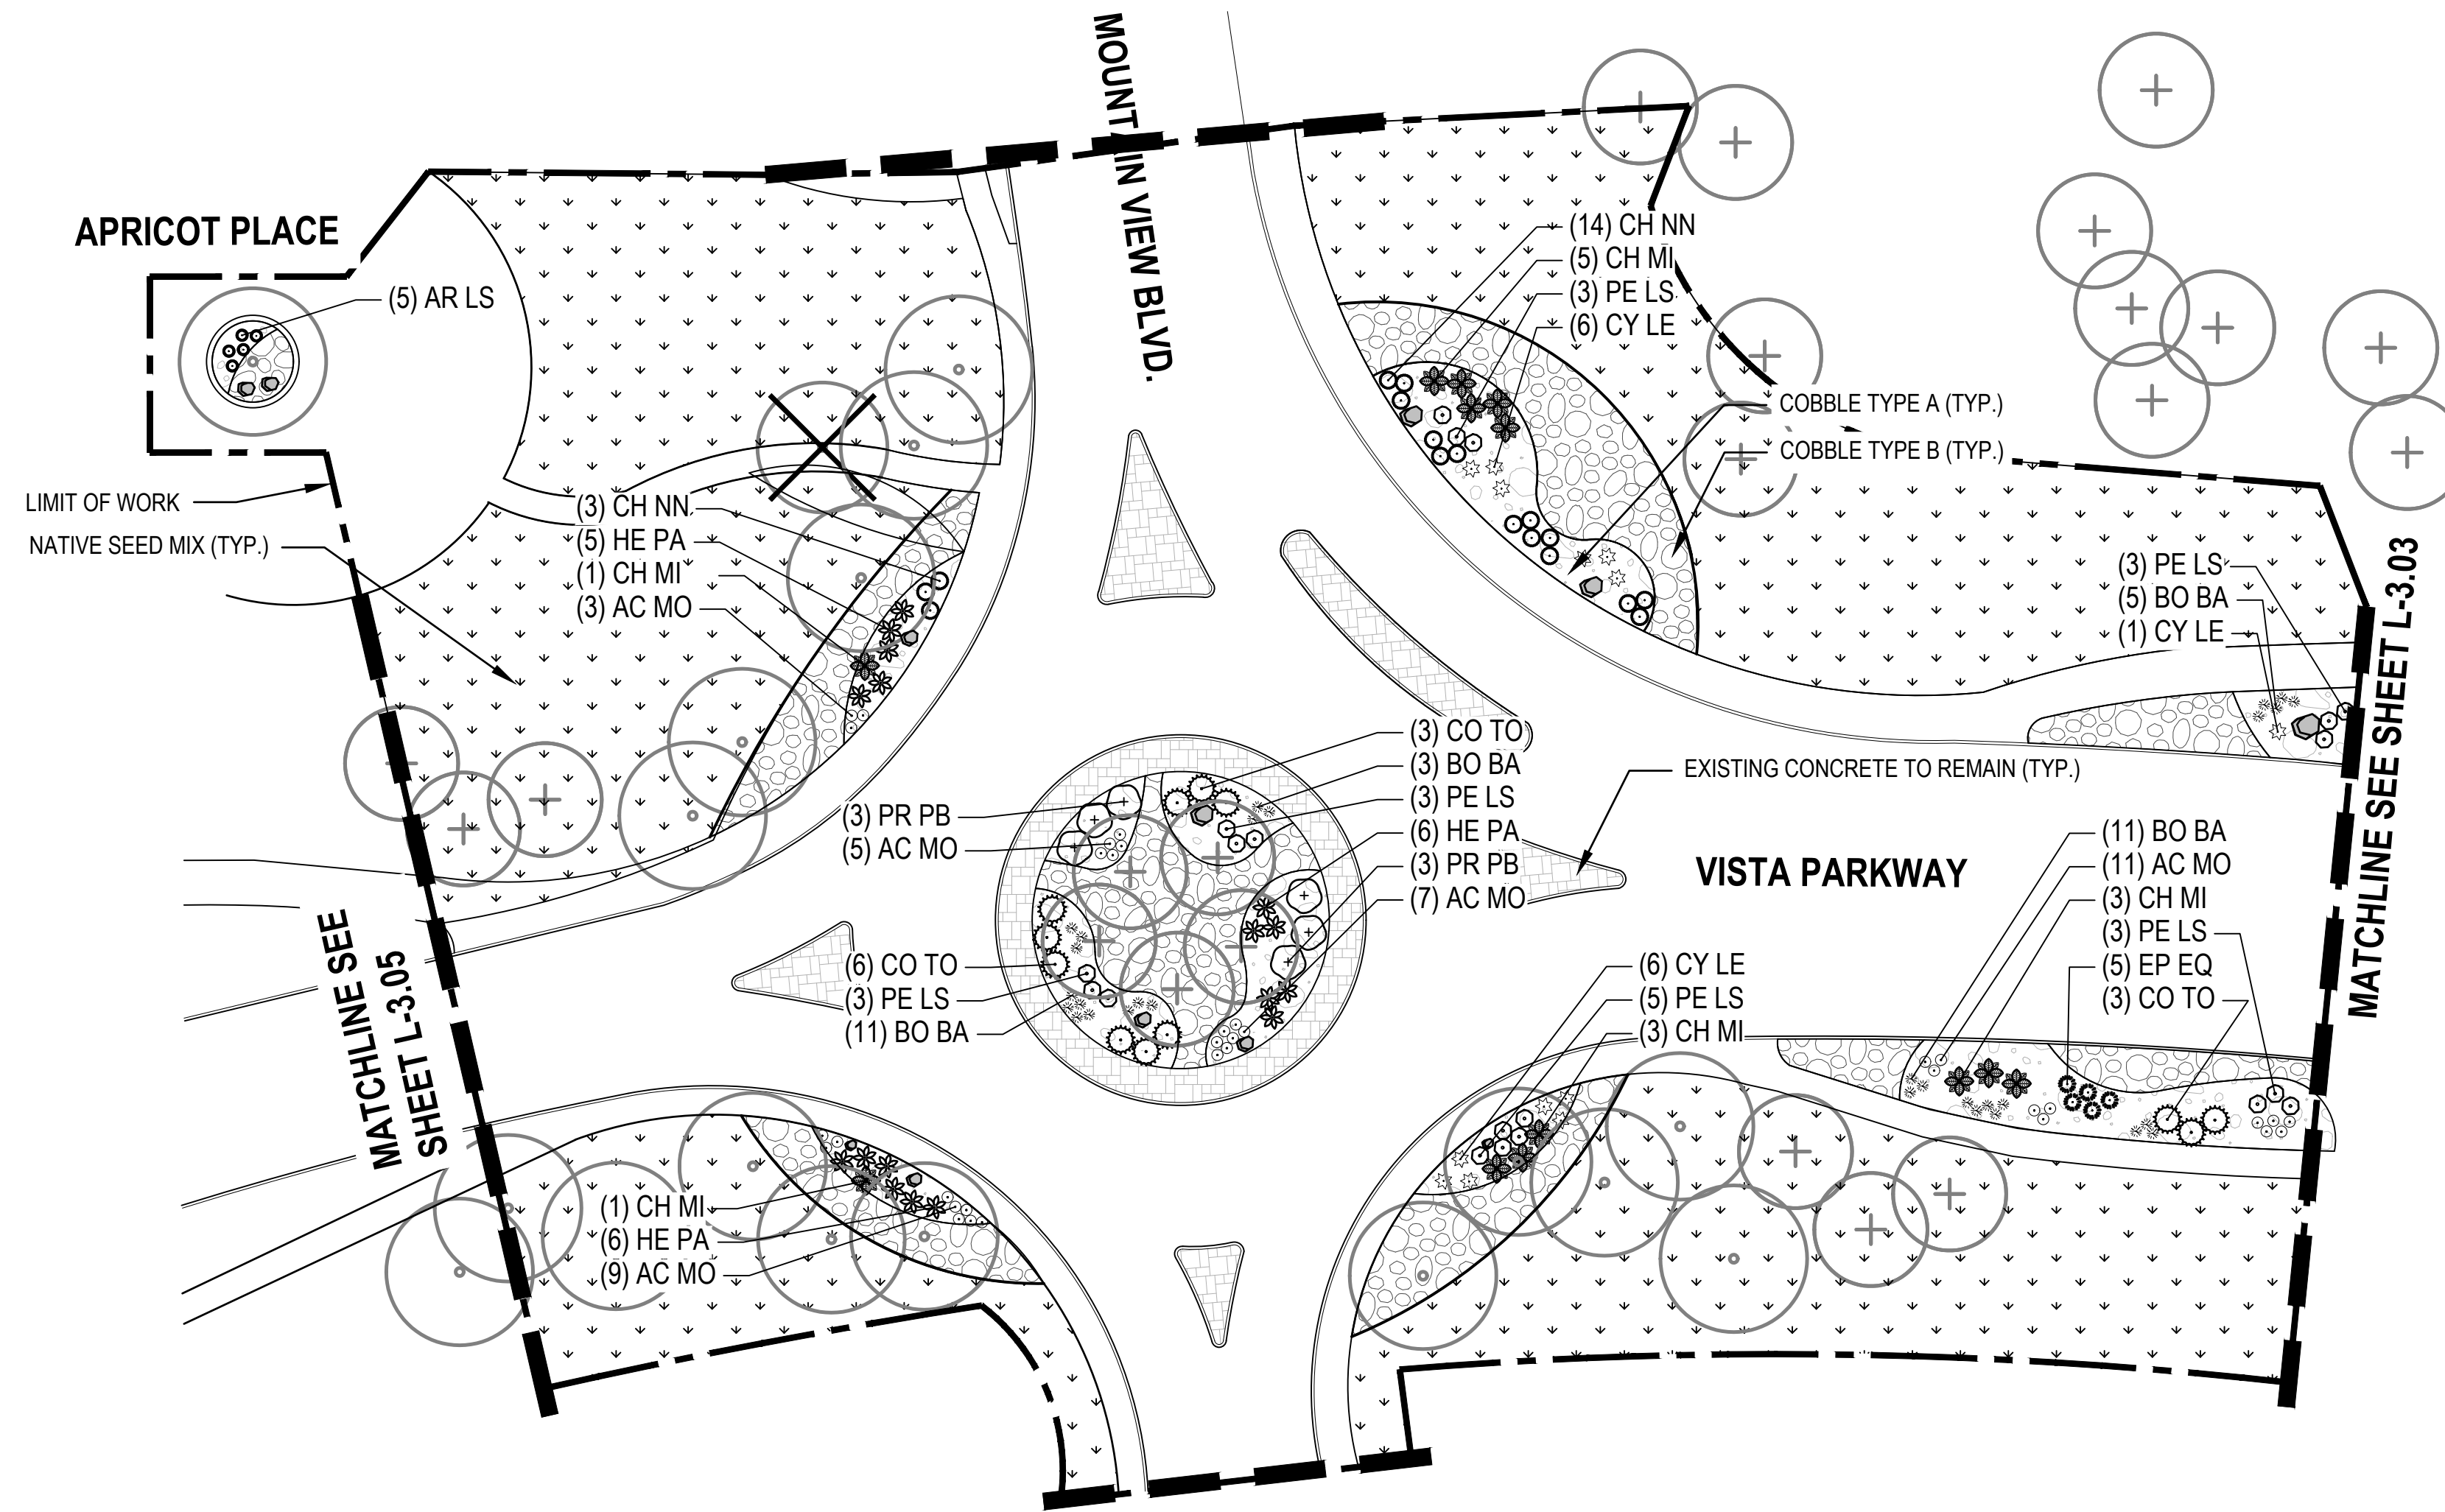 MOUNTAIN VIEW BLVD.
APRICOT PLACE
(5) AR LS
(14) CH NN
(5) CH MI
(3) PE LS
(6) CY LE
COBBLE TYPE A (TYP.)
COBBLE TYPE B (TYP.)
LIMIT OF WORK
NATIVE SEED MIX (TYP.)
(3) CH NN
(5) HE PA
(1) CH MI
(3) AC MO
(3) PE LS
(5) BO BA
(1) CY LE
MATCHLINE SEE SHEET L-3.03
(3) CO TO
(3) BO BA
(3) PE LS
(6) HE PA
(3) PR PB
(7) AC MO
EXISTING CONCRETE TO REMAIN (TYP.)
(3) PR PB
(5) AC MO
VISTA PARKWAY
(11) BO BA
(11) AC MO
(3) CH MI
(3) PE LS
(5) EP EQ
(3) CO TO
MATCHLINE SEE
SHEET L-3.05
(6) CO TO
(3) PE LS
(11) BO BA
(6) CY LE
(5) PE LS
(3) CH MI
(1) CH MI
(6) HE PA
(9) AC MO